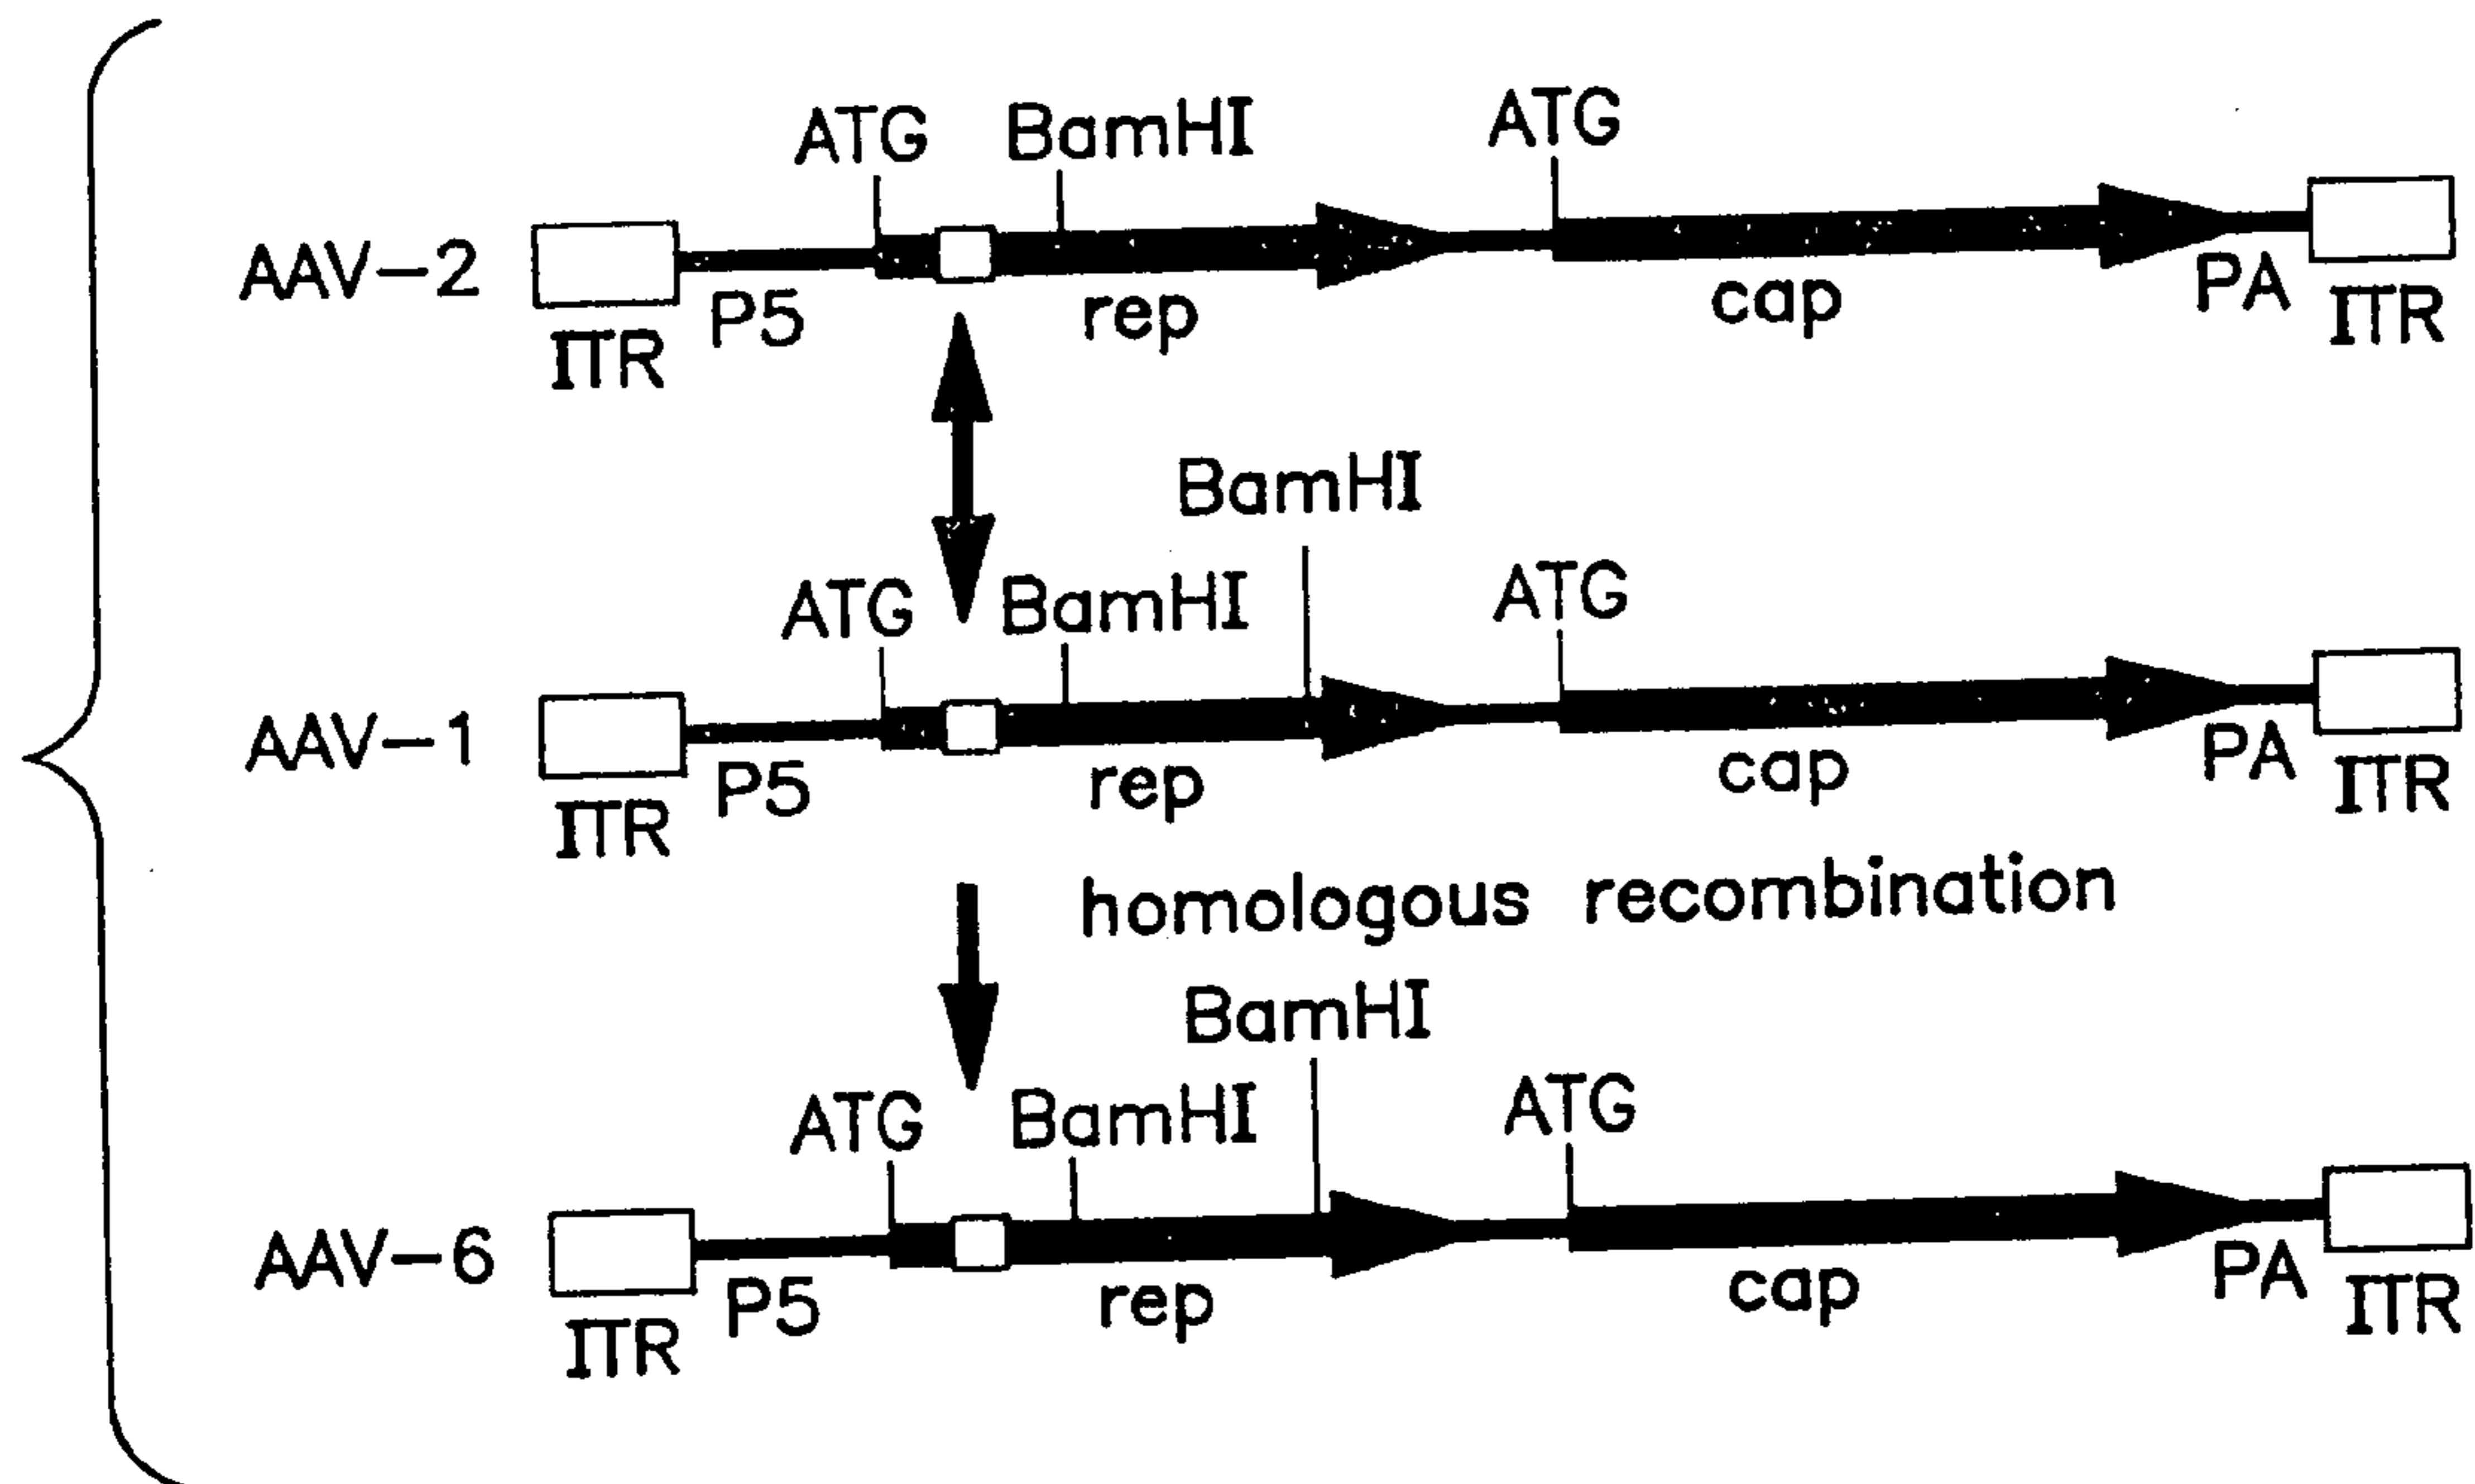 ATG BamHI ATG
AAV-2
P5 rep cap PA
ITR ITR
BamHI
ATG BamHI ATG
AAV-1
P5 rep cap PA
ITR ITR
homologous recombination
BamHI
ATG BamHI ATG
AAV-6
P5 rep cap PA
ITR ITR